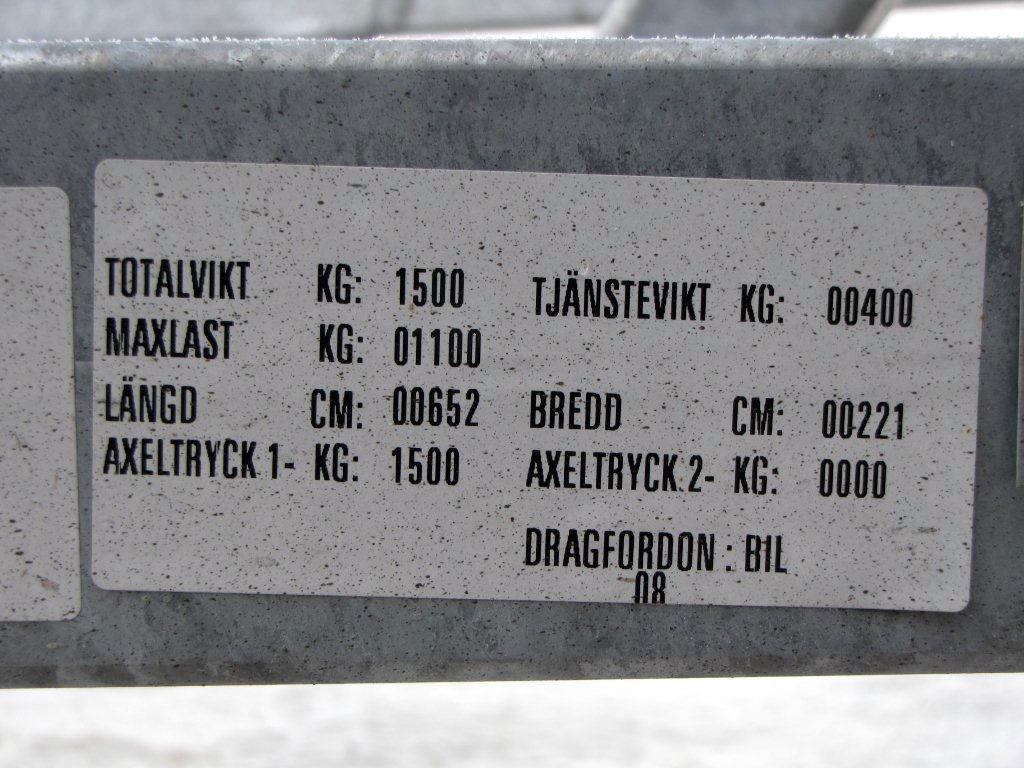 TOTALVIKT KG: 1500 TJÄNSTEVIKT KG: 00400
MAXLAST KG: 01100
LÄNGD CM: 00652 BREDD CM: 00221
AXELTRYCK 1- KG: 1500 AXELTRYCK 2- KG: 0000
DRAGFORDON : BIL
08